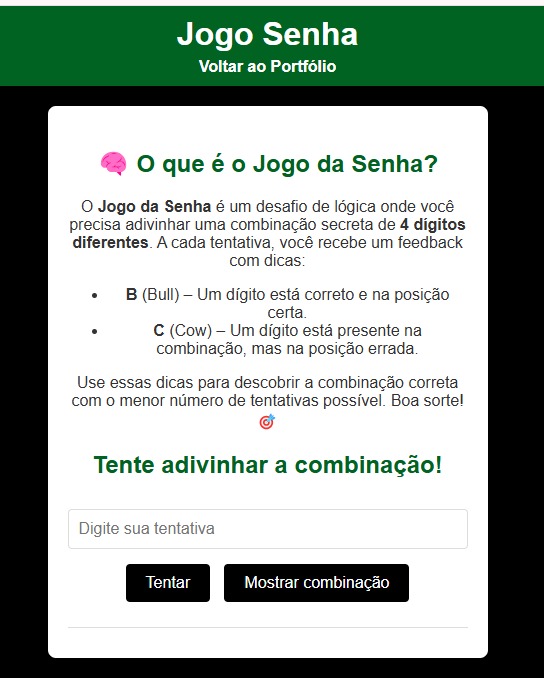 Jogo Senha
Voltar ao Portfólio
🧠 O que é o Jogo da Senha?
O Jogo da Senha é um desafio de lógica onde você
precisa adivinhar uma combinação secreta de 4 dígitos
diferentes. A cada tentativa, você recebe um feedback
com dicas:
• B (Bull) – Um dígito está correto e na posição
certa.
• C (Cow) – Um dígito está presente na
combinação, mas na posição errada.
Use essas dicas para descobrir a combinação correta
com o menor número de tentativas possível. Boa sorte!
🎯
Tente adivinhar a combinação!
Digite sua tentativa
Tentar
Mostrar combinação